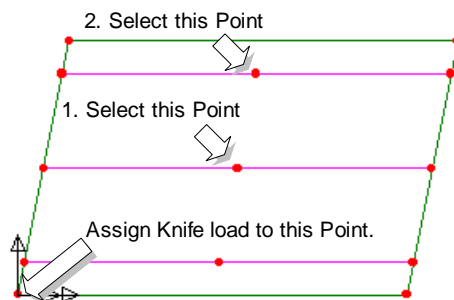 2. Select this Point
1. Select this Point
Assign Knife load to this Point.